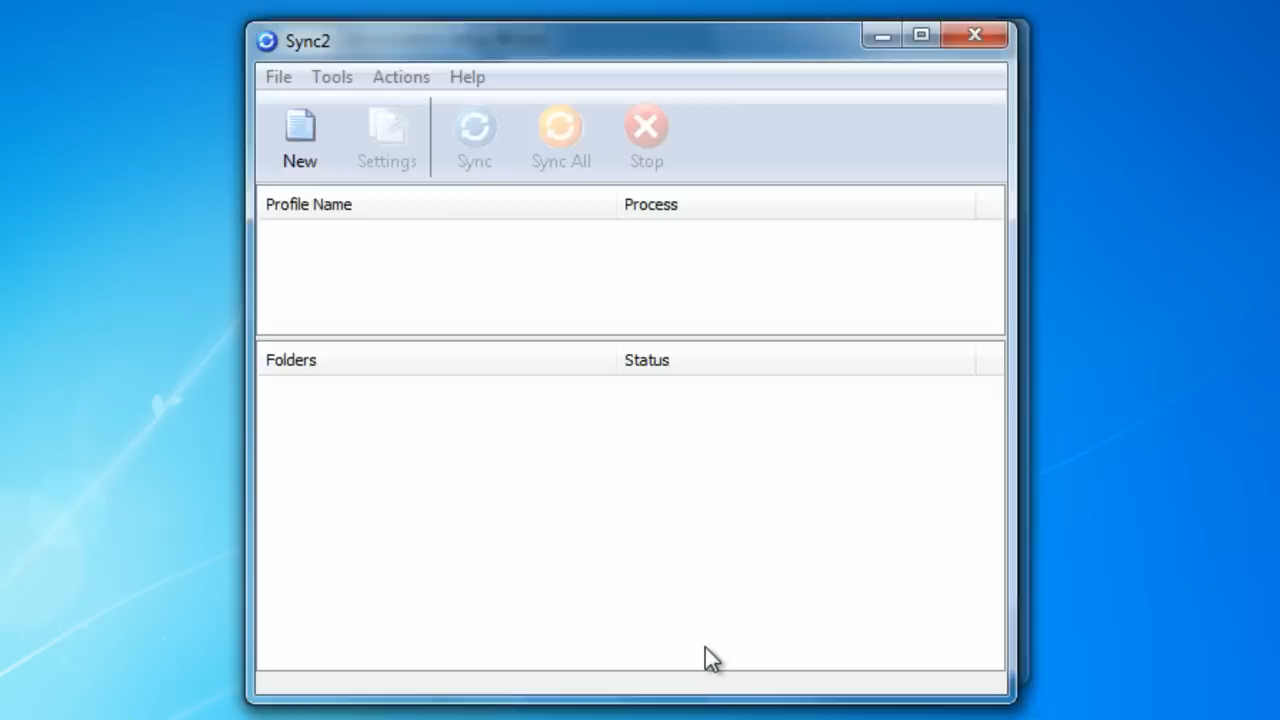 Sync2
File Tools Actions Help
New Settings Sync Sync All Stop
Profile Name Process
Folders Status